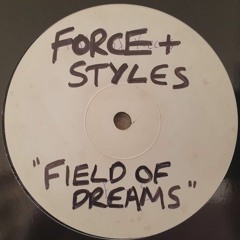 FORCE +
STYLES
"FIELD OF
DREAMS"